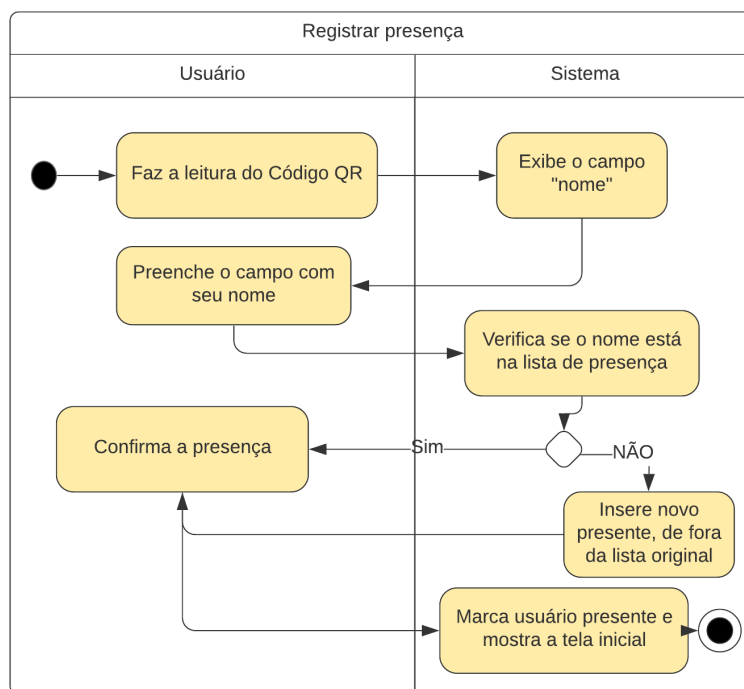 Registrar presença
Usuário
Sistema
Faz a leitura do Código QR
Exibe o campo
"nome"
Preenche o campo com
seu nome
Verifica se o nome está
na lista de presença
Confirma a presença
Sim
NÃO
Insere novo
presente, de fora
da lista original
Marca usuário presente e
mostra a tela inicial